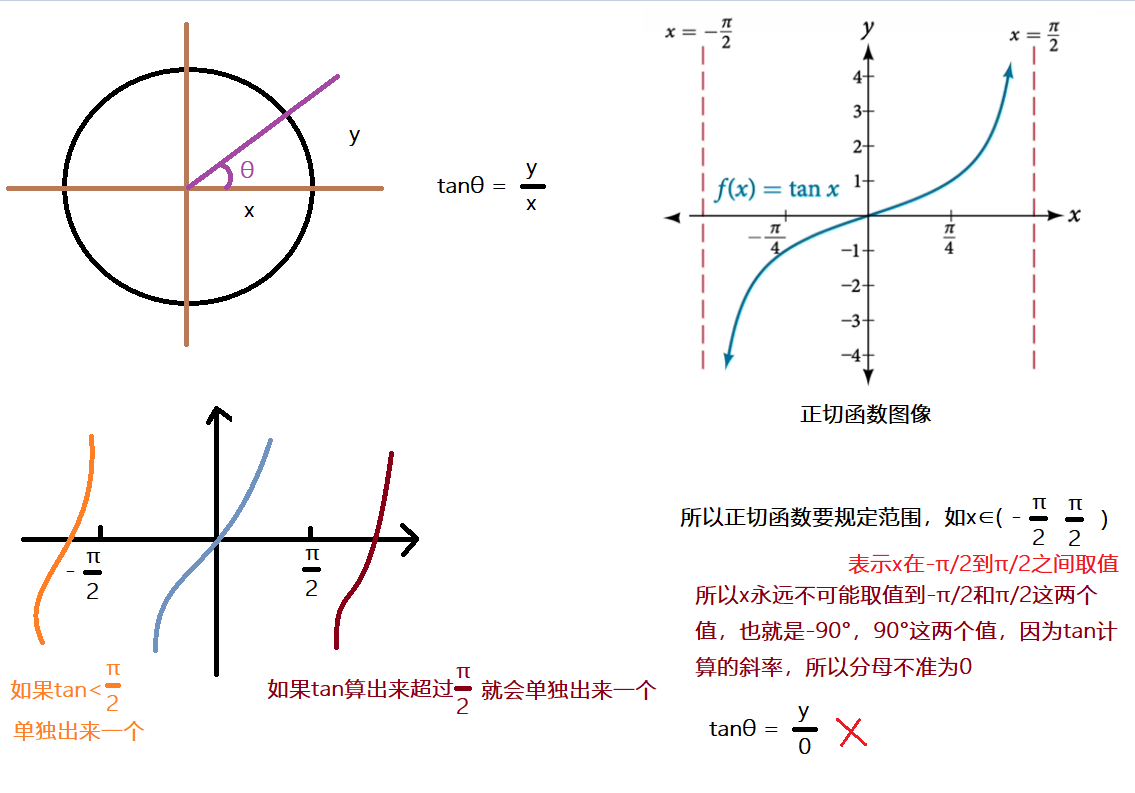 θ
x
y
tanθ = y/x
x = -π/2
y
x = π/2
4
3
2
1
f(x) = tan x
x
-π/4
π/4
-1
-2
-3
-4
正切函数图像
-π/2
π/2
如果tan<π/2
单独出来一个
如果tan算出来超过π/2 就会单独出来一个
所以正切函数要规定范围，如x∈( -π/2 π/2 )
表示x在-π/2到π/2之间取值
所以x永远不可能取值到-π/2和π/2这两个
值，也就是-90°，90°这两个值，因为tan计
算的斜率，所以分母不准为0
tanθ = y/0